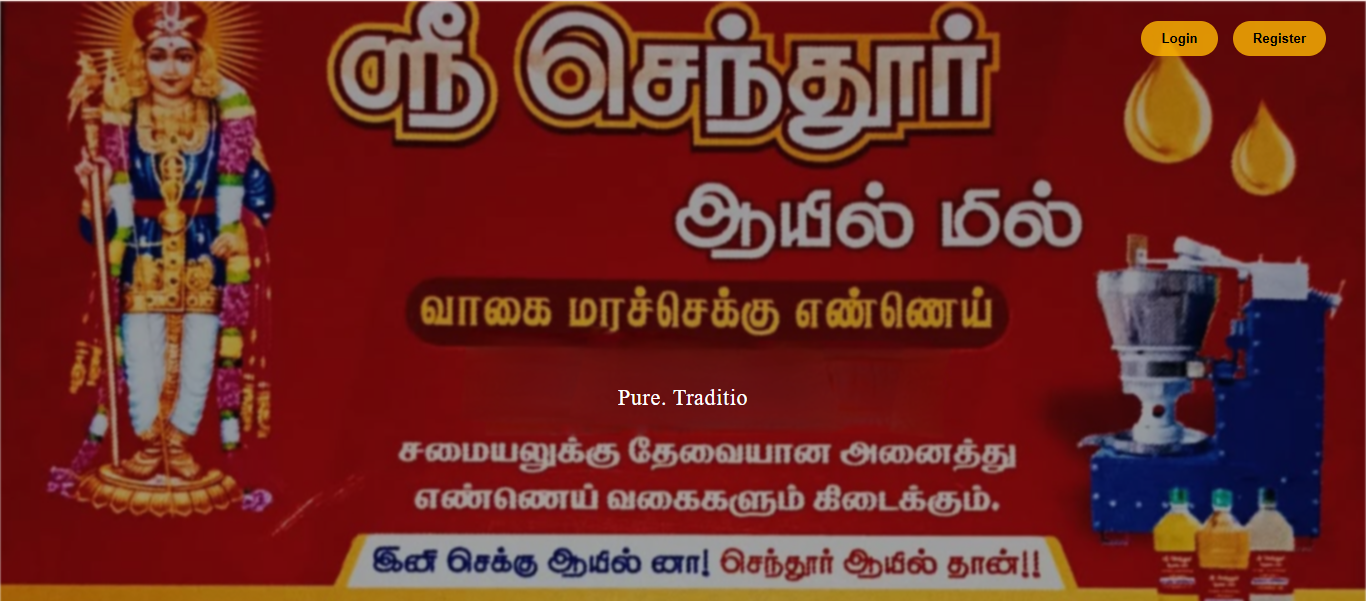 Login Register
ஸ்ரீ செந்தூர்
ஆயில் மில்
வாகை மரச்செக்கு எண்ணெய்
Pure. Traditio
சமையலுக்கு தேவையான அனைத்து
எண்ணெய் வகைகளும் கிடைக்கும்.
இனி செக்கு ஆயில் னா! செந்தூர் ஆயில் தான்!!